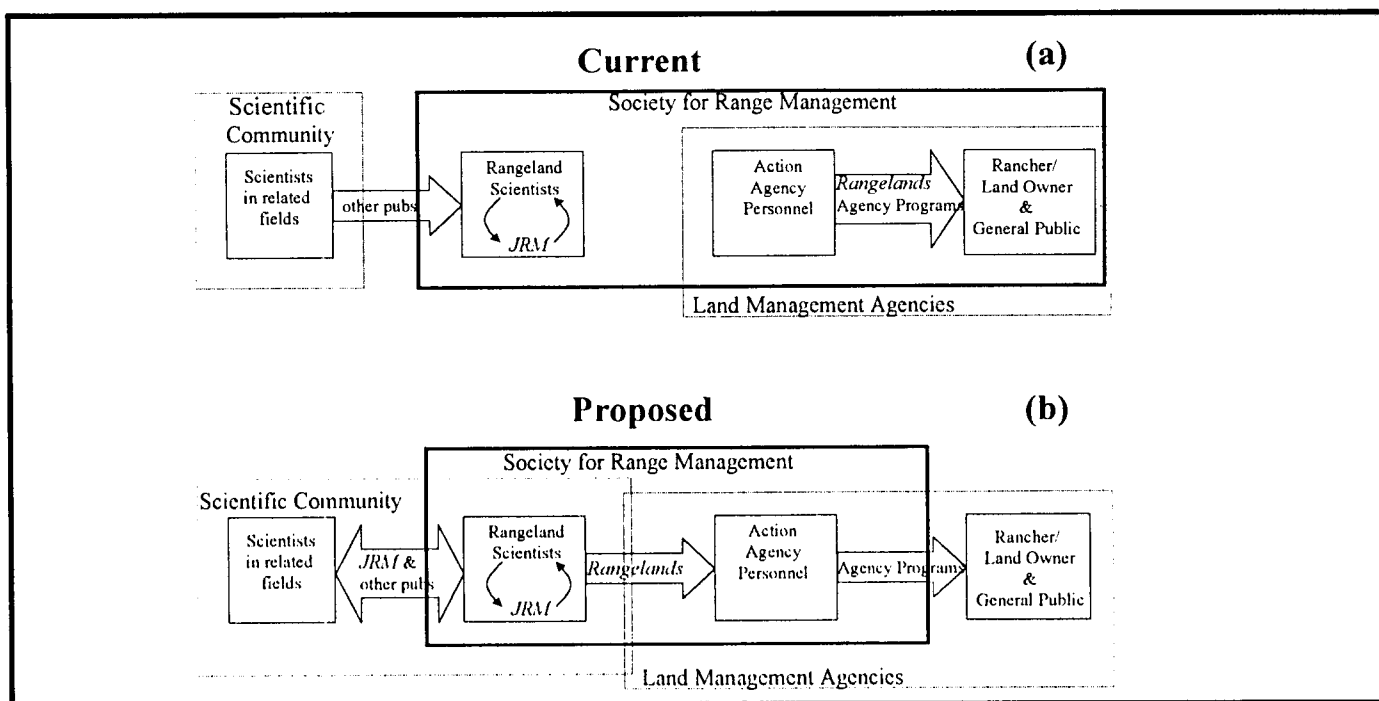 Current
(a)
Scientific
Community
Society for Range Management
Scientists
in related
fields
other pubs
Rangeland
Scientists
JRM
Action
Agency
Personnel
Rangelands
Agency Programs
Rancher/
Land Owner
&
General Public
Land Management Agencies
Proposed
(b)
Society for Range Management
Scientific Community
Scientists
in related
fields
JRM &
other pubs
Rangeland
Scientists
JRM
Rangelands
Action
Agency
Personnel
Agency Programs
Rancher/
Land Owner
&
General Public
Land Management Agencies